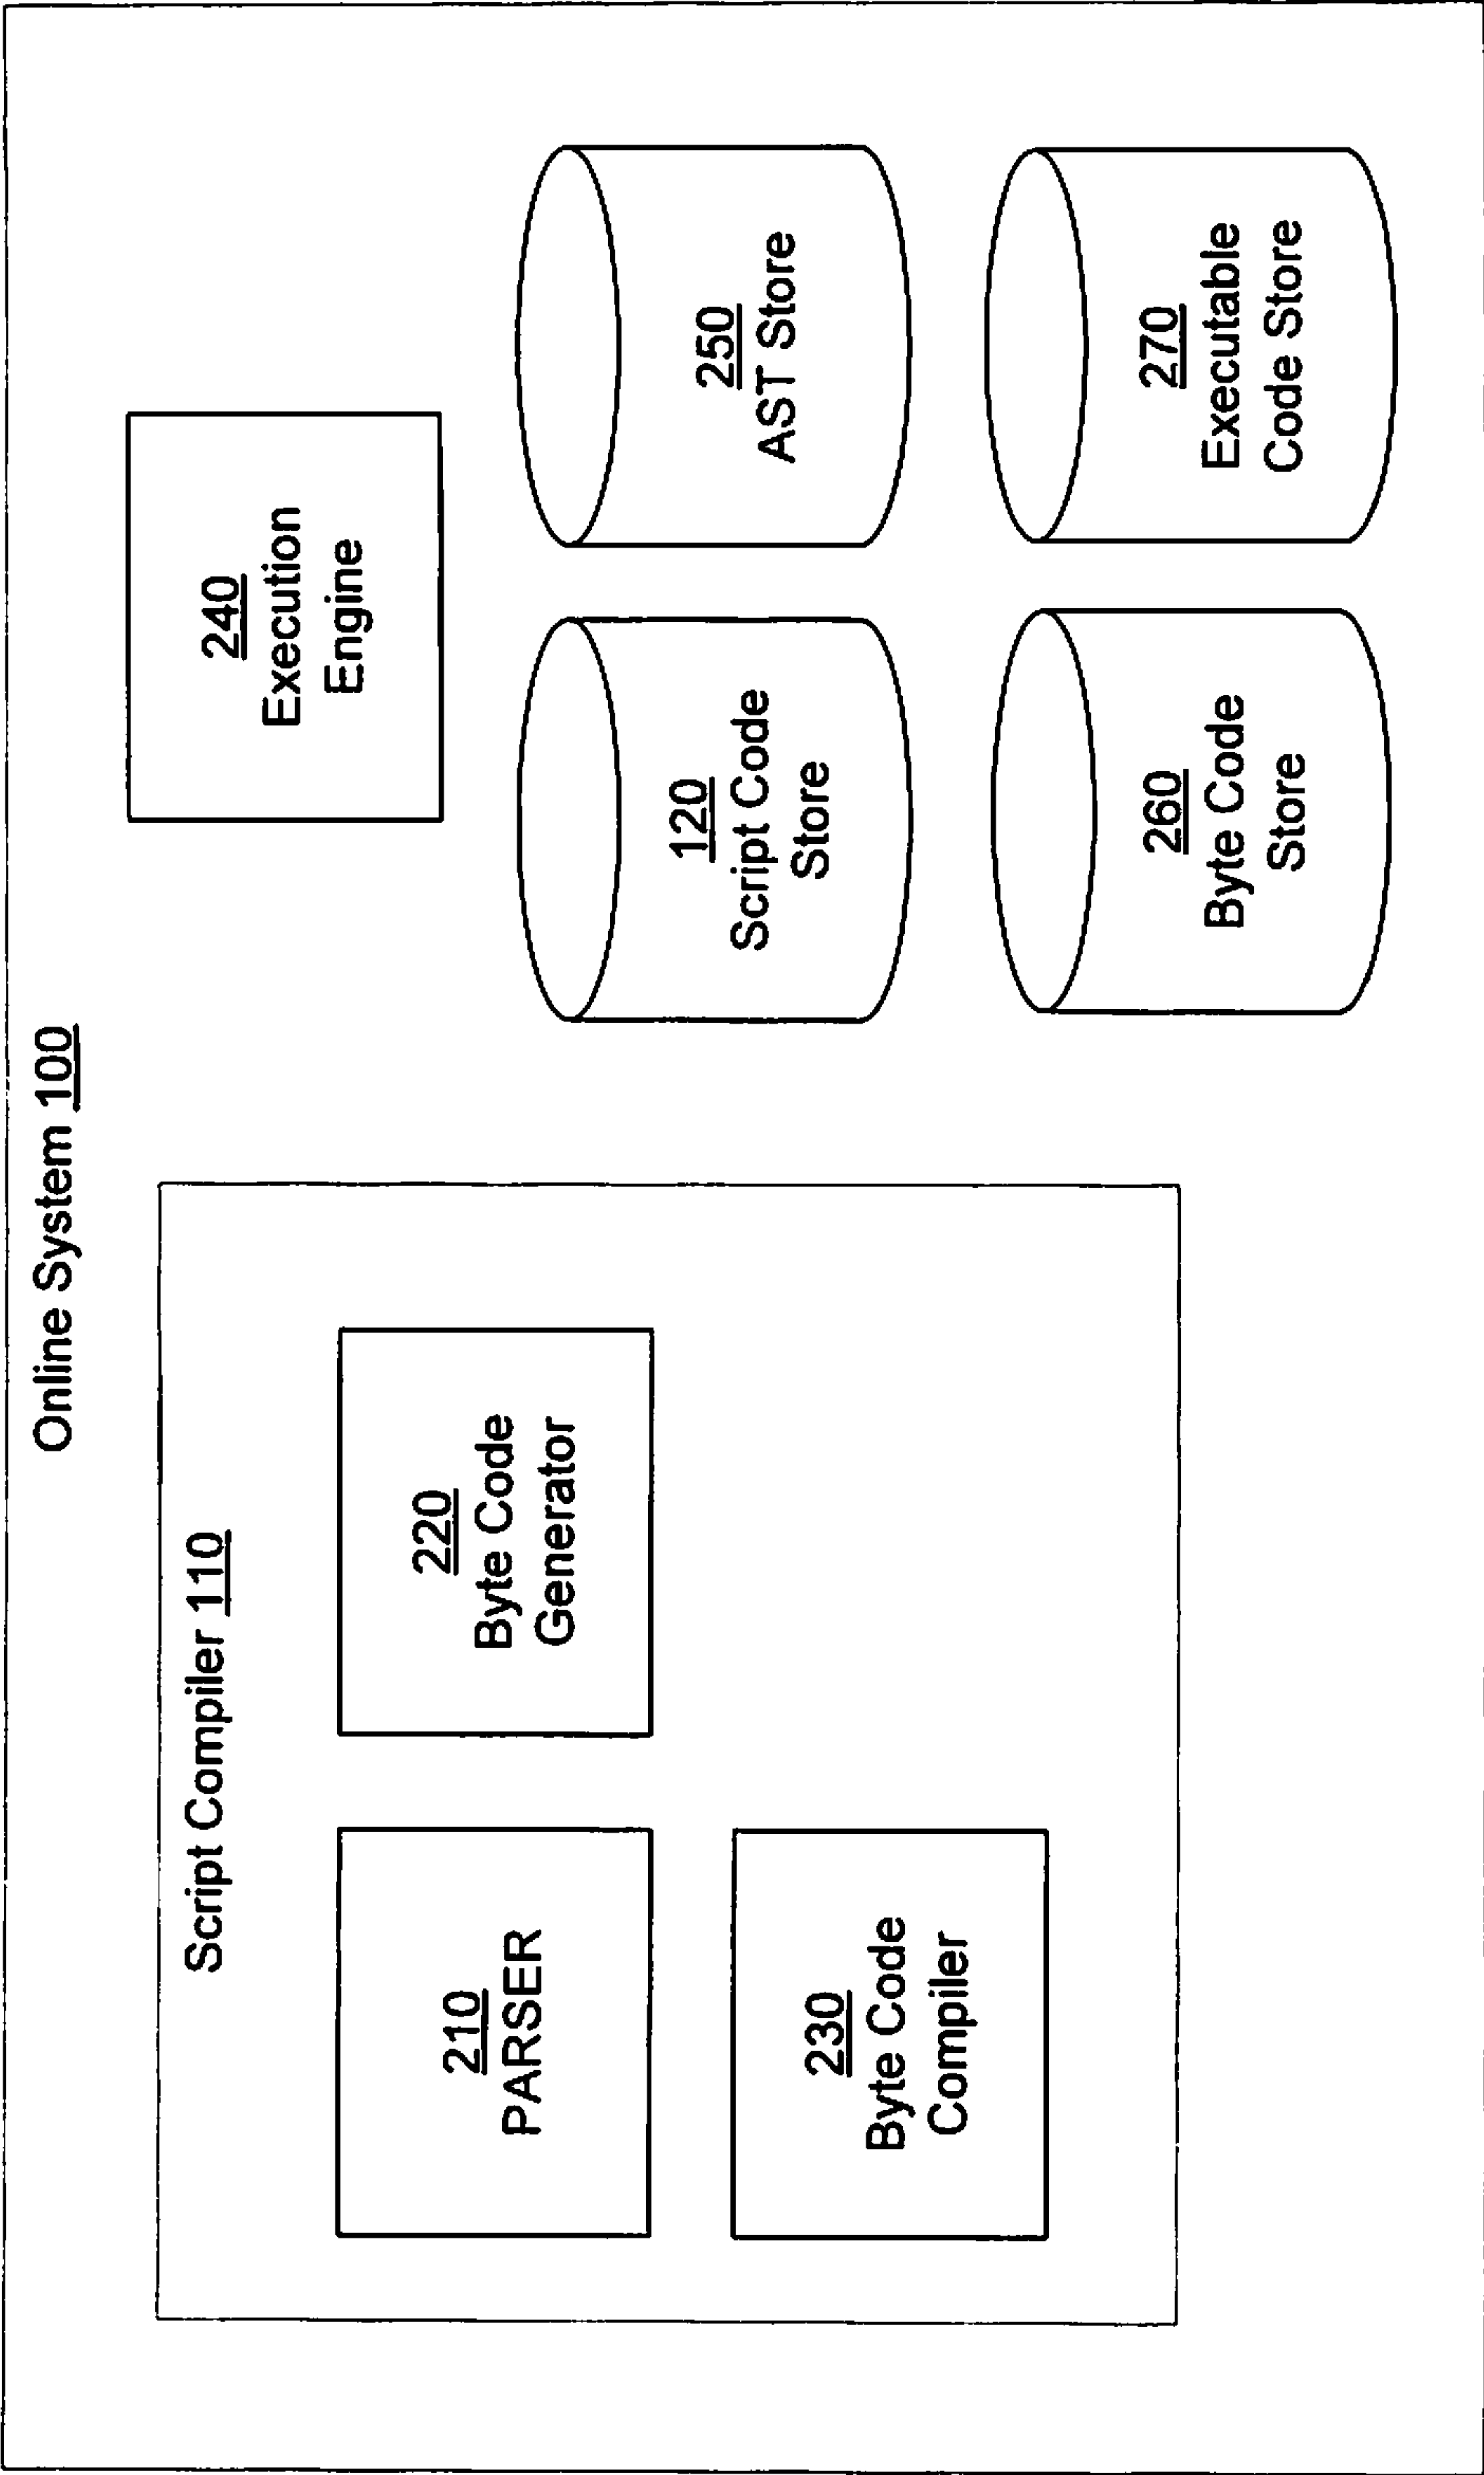 Online System 100
Script Compiler 110
210
PARSER
220
Byte Code
Generator
230
Byte Code
Compiler
240
Execution
Engine
120
Script Code
Store
250
AST Store
260
Byte Code
Store
270
Executable
Code Store